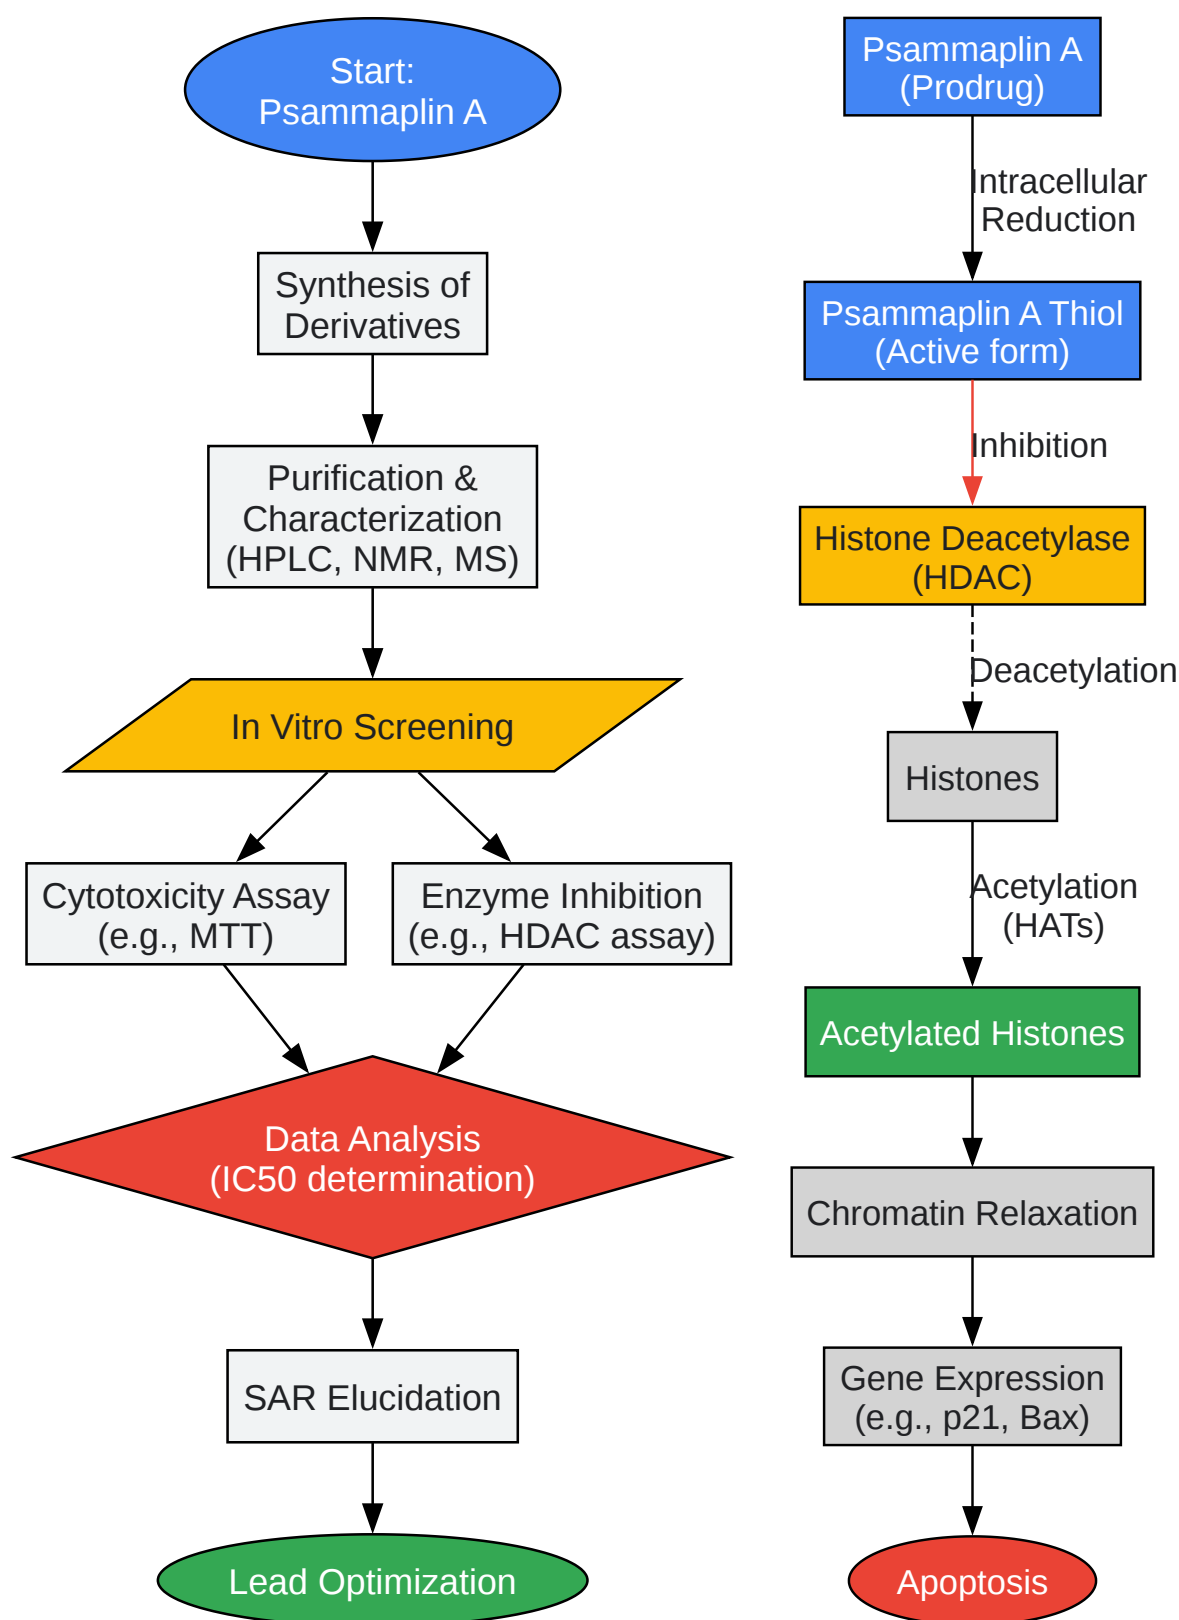 Start:
Psammaplin A
Synthesis of
Derivatives
Purification &
Characterization
(HPLC, NMR, MS)
In Vitro Screening
Cytotoxicity Assay
(e.g., MTT)
Enzyme Inhibition
(e.g., HDAC assay)
Data Analysis
(IC50 determination)
SAR Elucidation
Lead Optimization
Psammaplin A
(Prodrug)
Intracellular
Reduction
Psammaplin A Thiol
(Active form)
Inhibition
Histone Deacetylase
(HDAC)
Deacetylation
Histones
Acetylation
(HATs)
Acetylated Histones
Chromatin Relaxation
Gene Expression
(e.g., p21, Bax)
Apoptosis